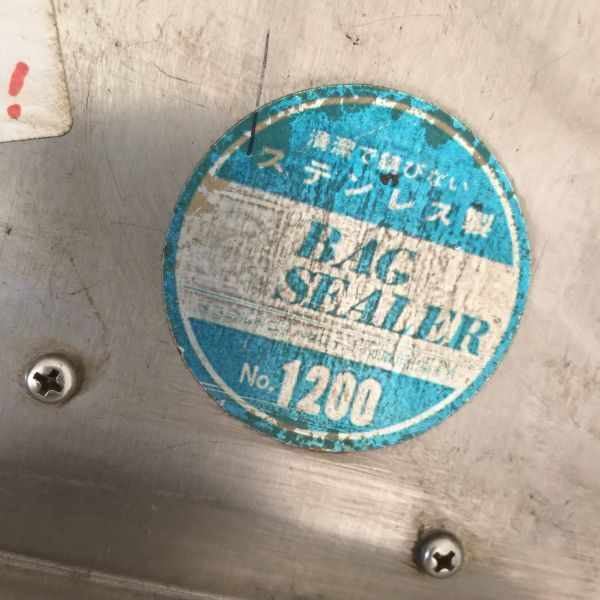 !
清潔で錆びない
ステンレス製
BAG
SEALER
No.1200